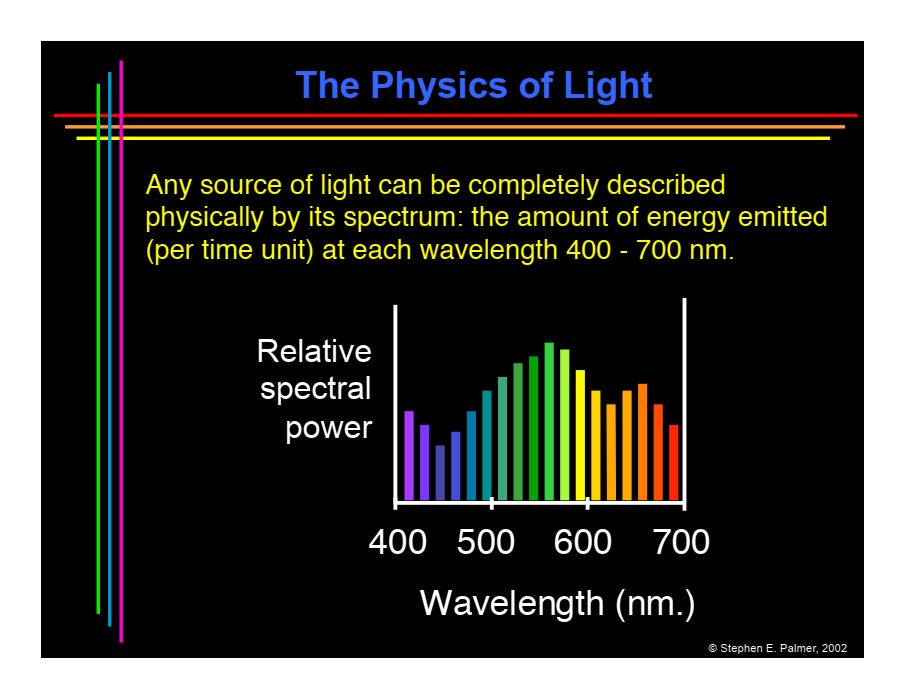 The Physics of Light
Any source of light can be completely described
physically by its spectrum: the amount of energy emitted
(per time unit) at each wavelength 400 - 700 nm.
Relative
spectral
power
400 500 600 700
Wavelength (nm.)
© Stephen E. Palmer, 2002